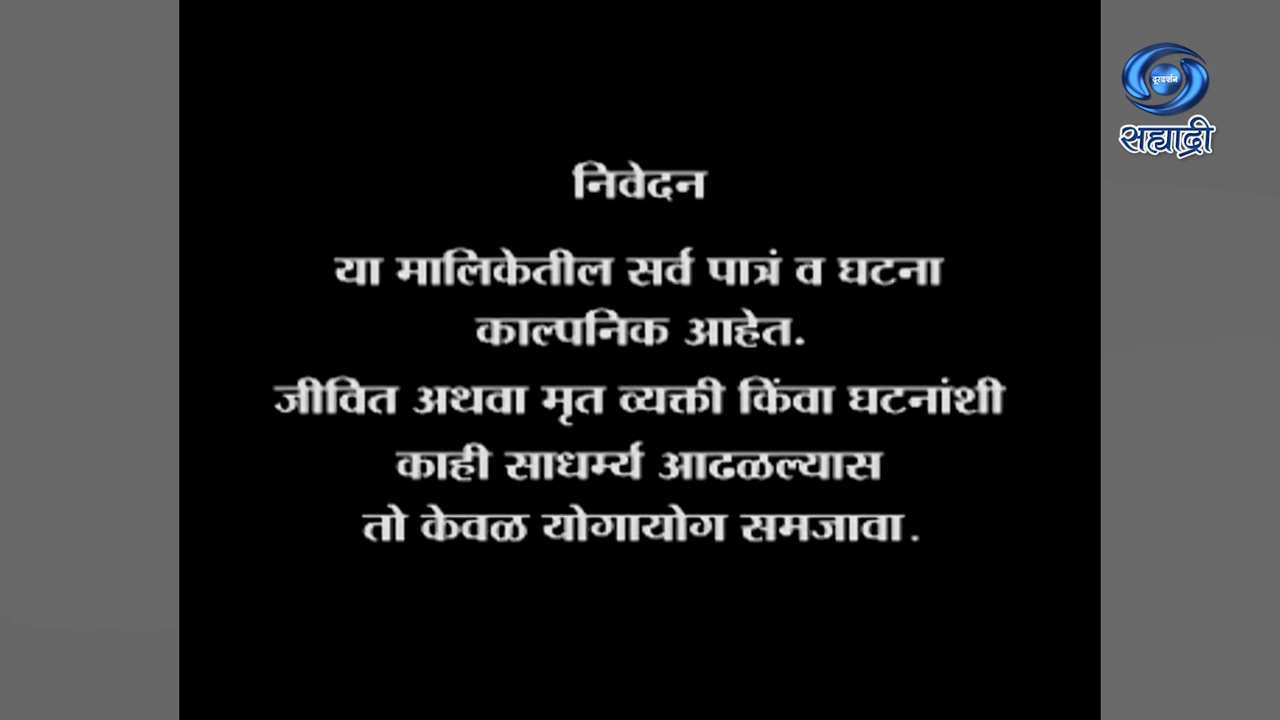 दूरदर्शन
सह्याद्री
निवेदन
या मालिकेतील सर्व पात्रं व घटना
काल्पनिक आहेत.
जीवित अथवा मृत व्यक्ती किंवा घटनांशी
काही साधर्म्य आढळल्यास
तो केवळ योगायोग समजावा.